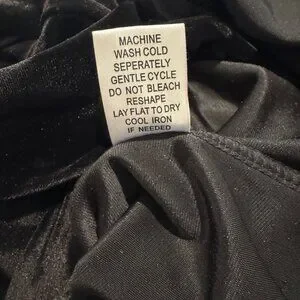 MACHINE
WASH COLD
SEPERATELY
GENTLE CYCLE
DO NOT BLEACH
RESHAPE
LAY FLAT TO DRY
COOL IRON
IF NEEDED